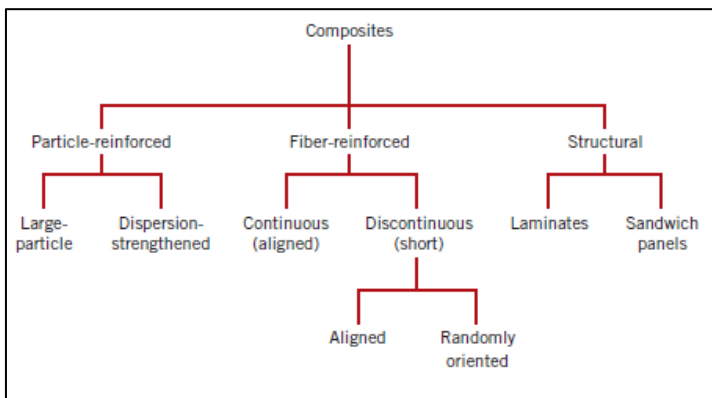 Composites
Particle-reinforced
Fiber-reinforced
Structural
Large-
particle
Dispersion-
strengthened
Continuous
(aligned)
Discontinuous
(short)
Laminates
Sandwich
panels
Aligned
Randomly
oriented